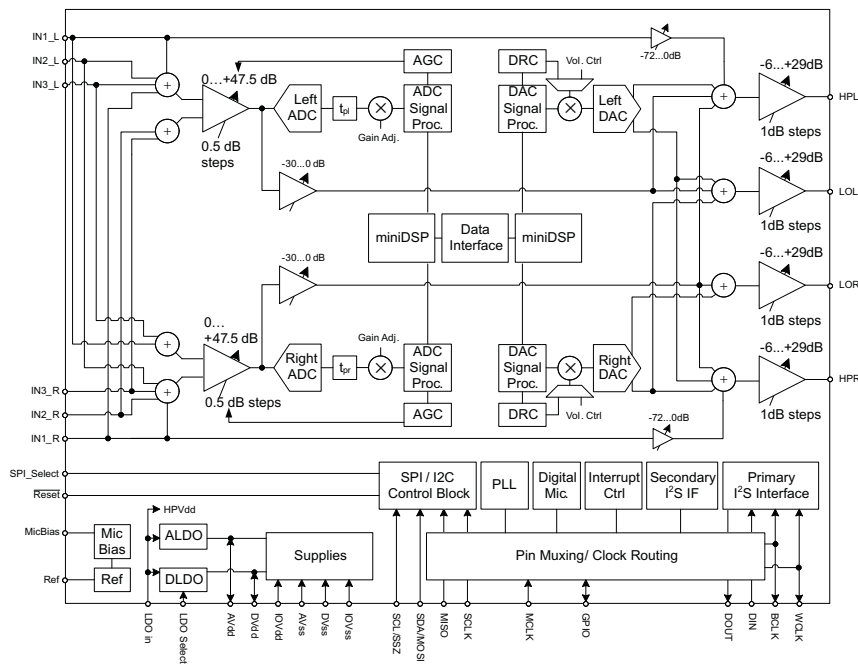 IN1_L
IN2_L
IN3_L
-72...0dB
-6...+29dB
HPL
1dB steps
0…+47.5 dB
0.5 dB
steps
AGC
DRC
Vol. Ctrl
Left
ADC
tpl
Gain Adj.
ADC
Signal
Proc.
DAC
Signal
Proc.
Left
DAC
-6...+29dB
LOL
1dB steps
-30...0 dB
miniDSP
Data
Interface
miniDSP
-30...0 dB
-6...+29dB
LOR
1dB steps
0…
+47.5 dB
0.5 dB steps
Right
ADC
tpr
Gain Adj.
ADC
Signal
Proc.
DAC
Signal
Proc.
Right
DAC
AGC
DRC
Vol. Ctrl
-6...+29dB
HPR
1dB steps
IN3_R
IN2_R
IN1_R
-72...0dB
SPI_Select
Reset
SPI / I2C
Control Block
PLL
Digital
Mic.
Interrupt
Ctrl
Secondary
I2S IF
Primary
I2S Interface
HPVdd
MicBias
Mic
Bias
Ref
Ref
ALDO
DLDO
Supplies
Pin Muxing/ Clock Routing
LDO in
LDO Select
AVdd
DVdd
IOVdd
AVss
DVss
IOVss
SCL/SSZ
SDA/MOSI
MISO
SCLK
MCLK
GPIO
DOUT
DIN
BCLK
WCLK